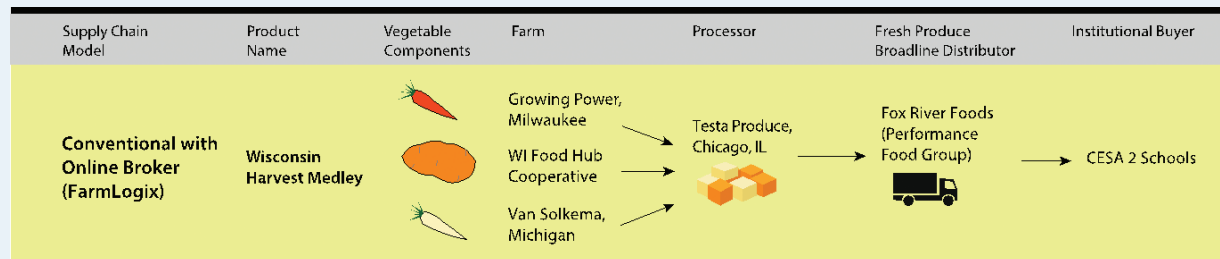 Supply Chain
Model
Product
Name
Vegetable
Components
Farm
Processor
Fresh Produce
Broadline Distributor
Institutional Buyer
Conventional with
Online Broker
(FarmLogix)
Wisconsin
Harvest Medley
Growing Power,
Milwaukee
WI Food Hub
Cooperative
Van Solkema,
Michigan
Testa Produce,
Chicago, IL
Fox River Foods
(Performance
Food Group)
CESA 2 Schools